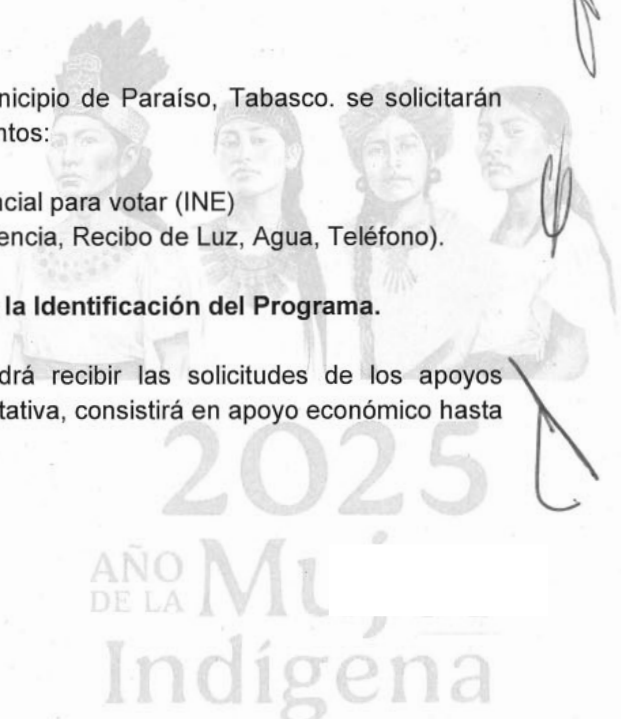 nicipio de Paraíso, Tabasco. se solicitarán
ntos:
ncial para votar (INE)
encia, Recibo de Luz, Agua, Teléfono).
la Identificación del Programa.
drá recibir las solicitudes de los apoyos
tativa, consistirá en apoyo económico hasta
2025
AÑO
DE LA
Indígena